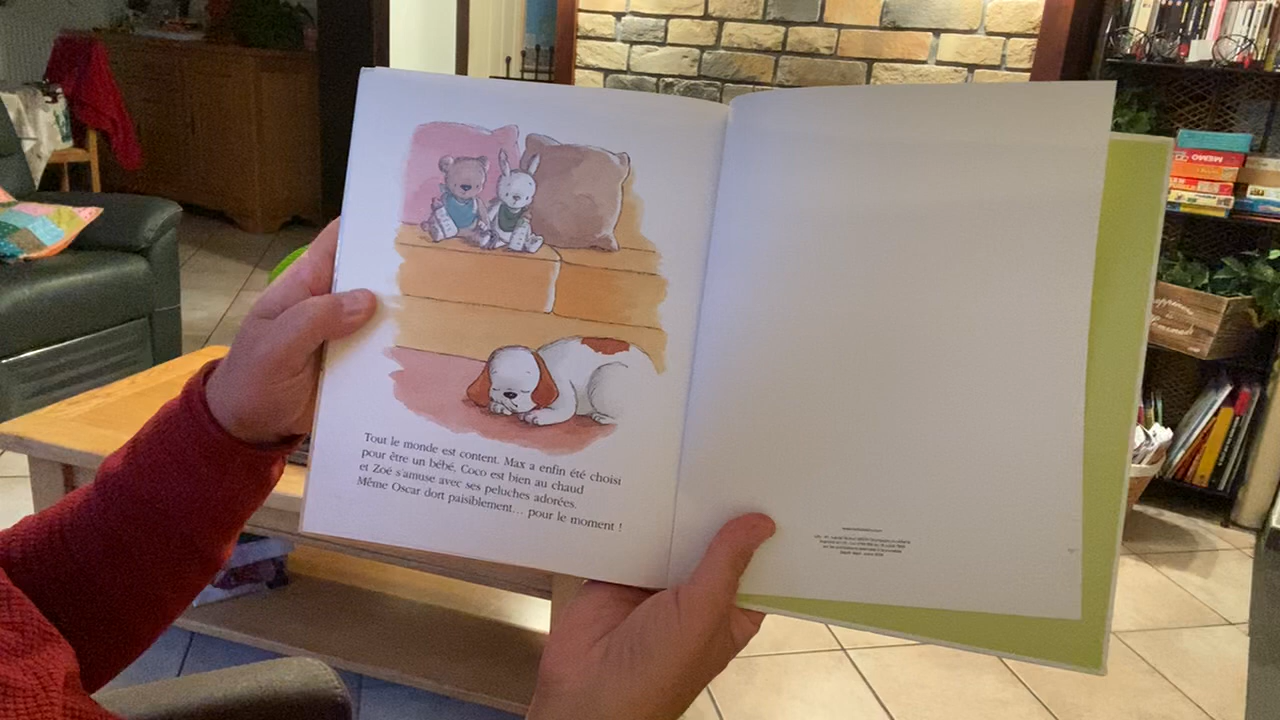 Tout le monde est content. Max a enfin été choisi
pour être un bébé, Coco est bien au chaud
et Zoé s'amuse avec ses peluches adorées.
Même Oscar dort paisiblement... pour le moment !
MEMO